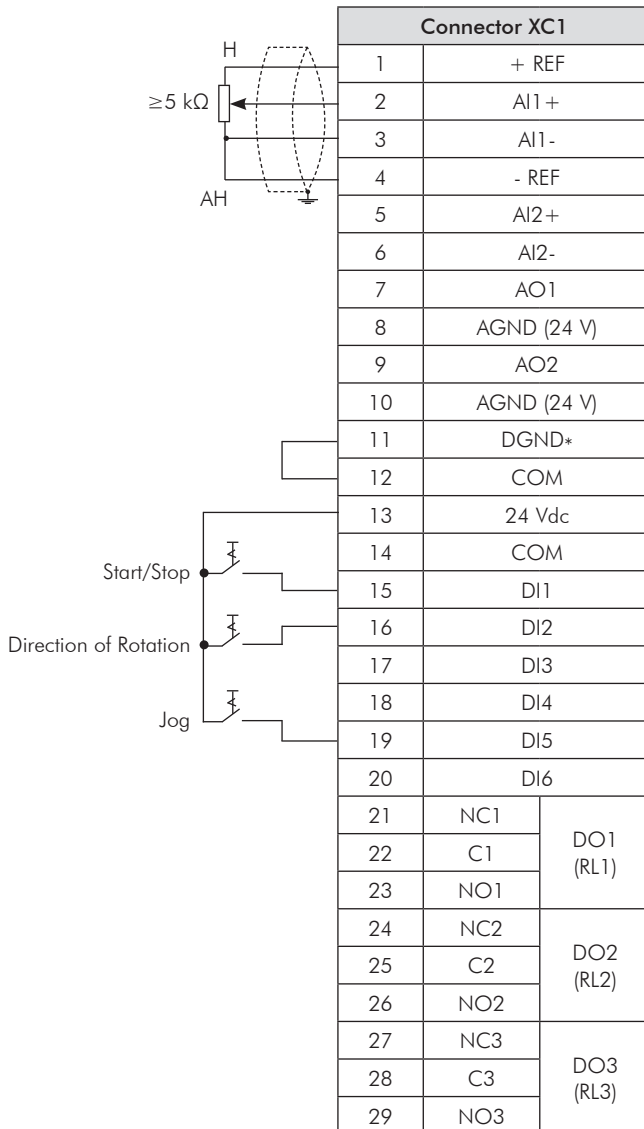 Connector XC1
H
≥5 kΩ
AH
1 + REF
2 AI1+
3 AI1-
4 - REF
5 AI2+
6 AI2-
7 AO1
8 AGND (24 V)
9 AO2
10 AGND (24 V)
11 DGND*
12 COM
13 24 Vdc
14 COM
Start/Stop
15 DI1
16 DI2
Direction of Rotation
17 DI3
18 DI4
Jog
19 DI5
20 DI6
21 NC1
22 C1
23 NO1
DO1
(RL1)
24 NC2
25 C2
26 NO2
DO2
(RL2)
27 NC3
28 C3
29 NO3
DO3
(RL3)